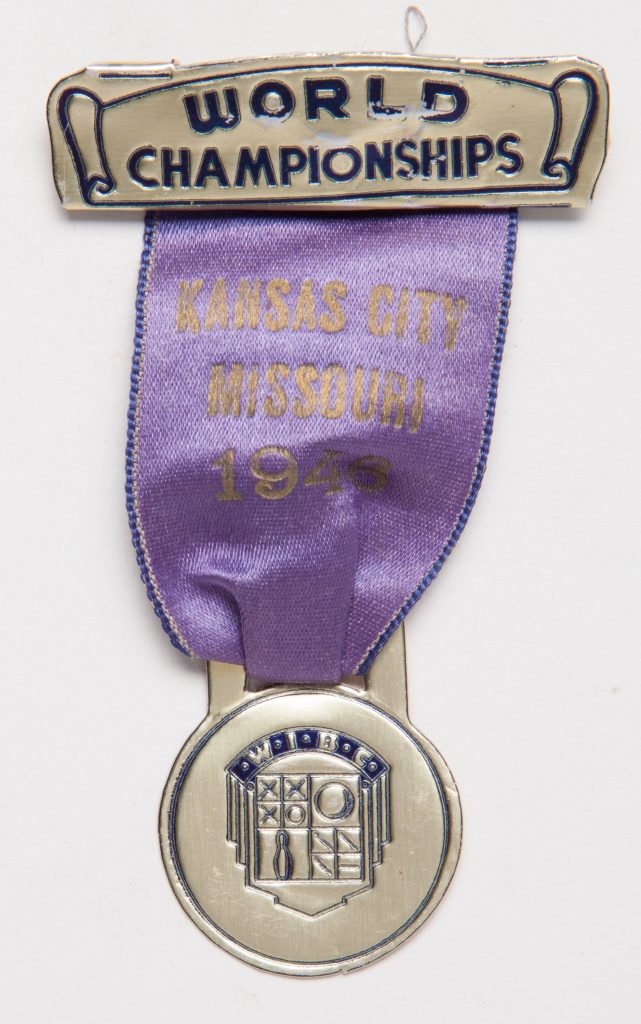 WORLD
CHAMPIONSHIPS
KANSAS CITY
MISSOURI
1946
W·I·B·C